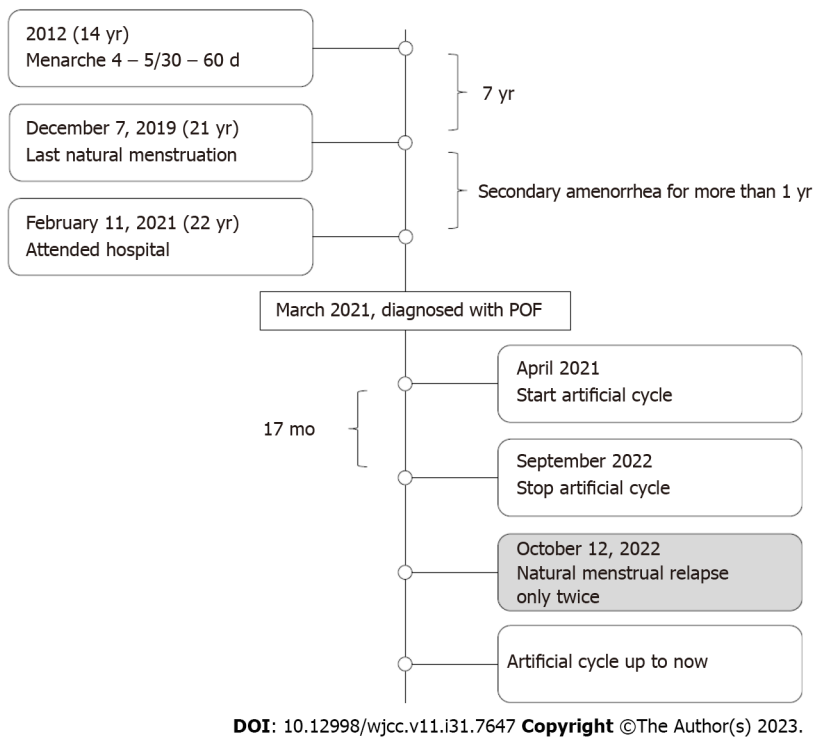 2012 (14 yr)
Menarche 4 – 5/30 – 60 d
7 yr
December 7, 2019 (21 yr)
Last natural menstruation
Secondary amenorrhea for more than 1 yr
February 11, 2021 (22 yr)
Attended hospital
March 2021, diagnosed with POF
April 2021
Start artificial cycle
17 mo
September 2022
Stop artificial cycle
October 12, 2022
Natural menstrual relapse
only twice
Artificial cycle up to now
DOI: 10.12998/wjcc.v11.i31.7647 Copyright ©The Author(s) 2023.